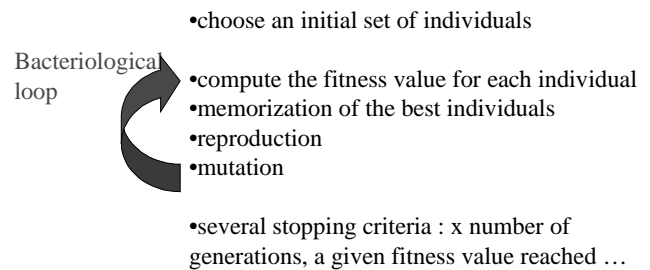 •choose an initial set of individuals
Bacteriological
loop
•compute the fitness value for each individual
•memorization of the best individuals
•reproduction
•mutation
•several stopping criteria : x number of
generations, a given fitness value reached …